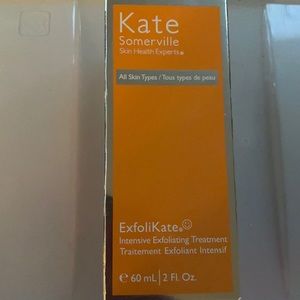 Kate
Somerville
Skin Health Experts®
All Skin Types / Tous types de peau
ExfoliKate®
Intensive Exfoliating Treatment
Traitement Exfoliant Intensif
℮ 60 mL | 2 Fl. Oz.